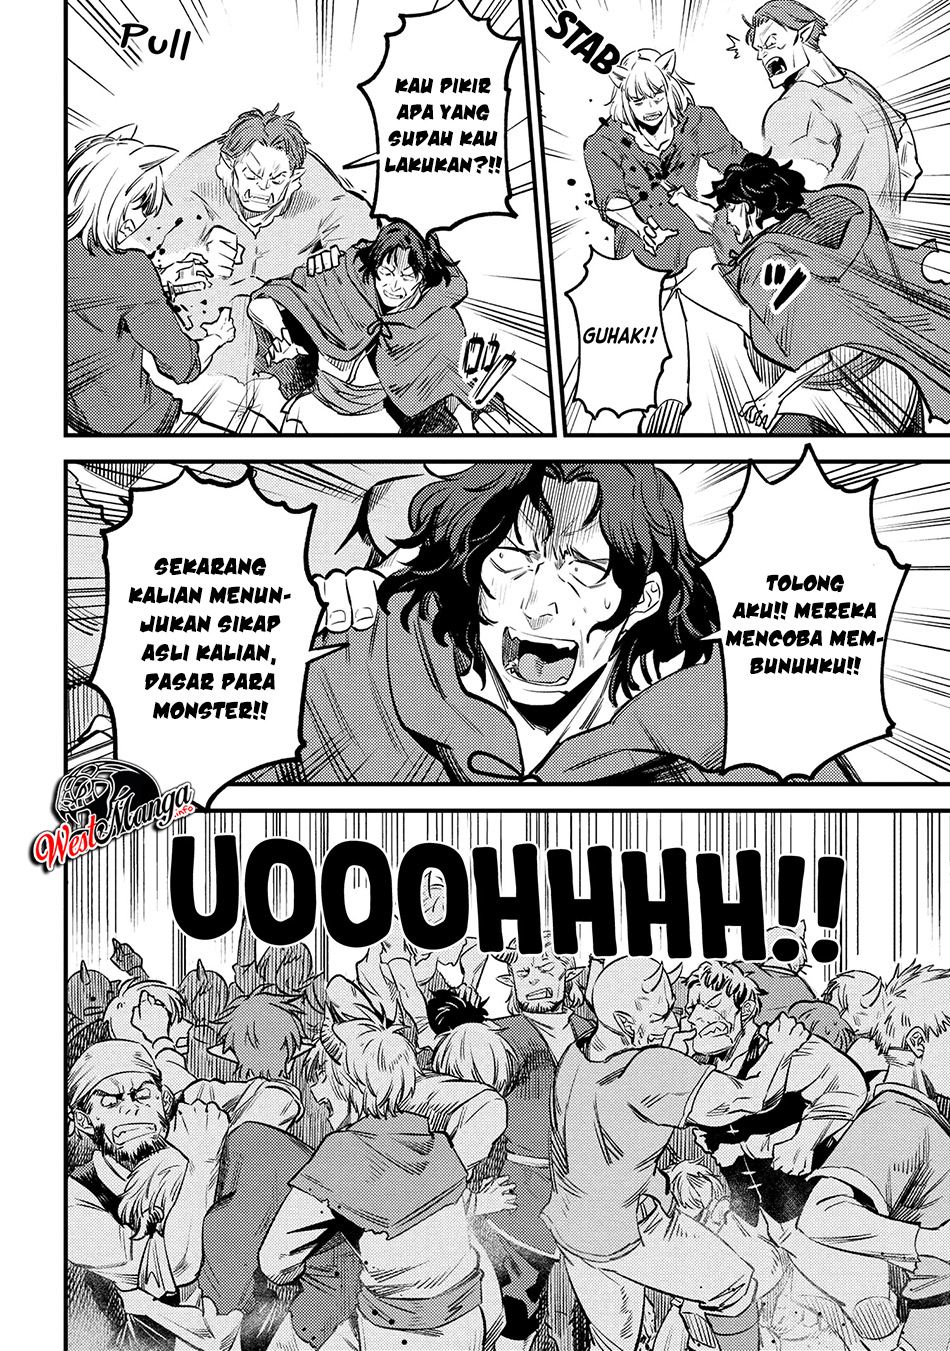 STAB
GUHAK!!
Pull
KAU PIKIR
APA YANG
SUDAH KAU
LAKUKAN?!!
TOLONG
AKU!! MEREKA
MENCOBA MEM-
BUNUHKU!!
SEKARANG
KALIAN MENUN-
JUKAN SIKAP
ASLI KALIAN,
DASAR PARA
MONSTER!!
WestManga
.info
UOOOHHHH!!